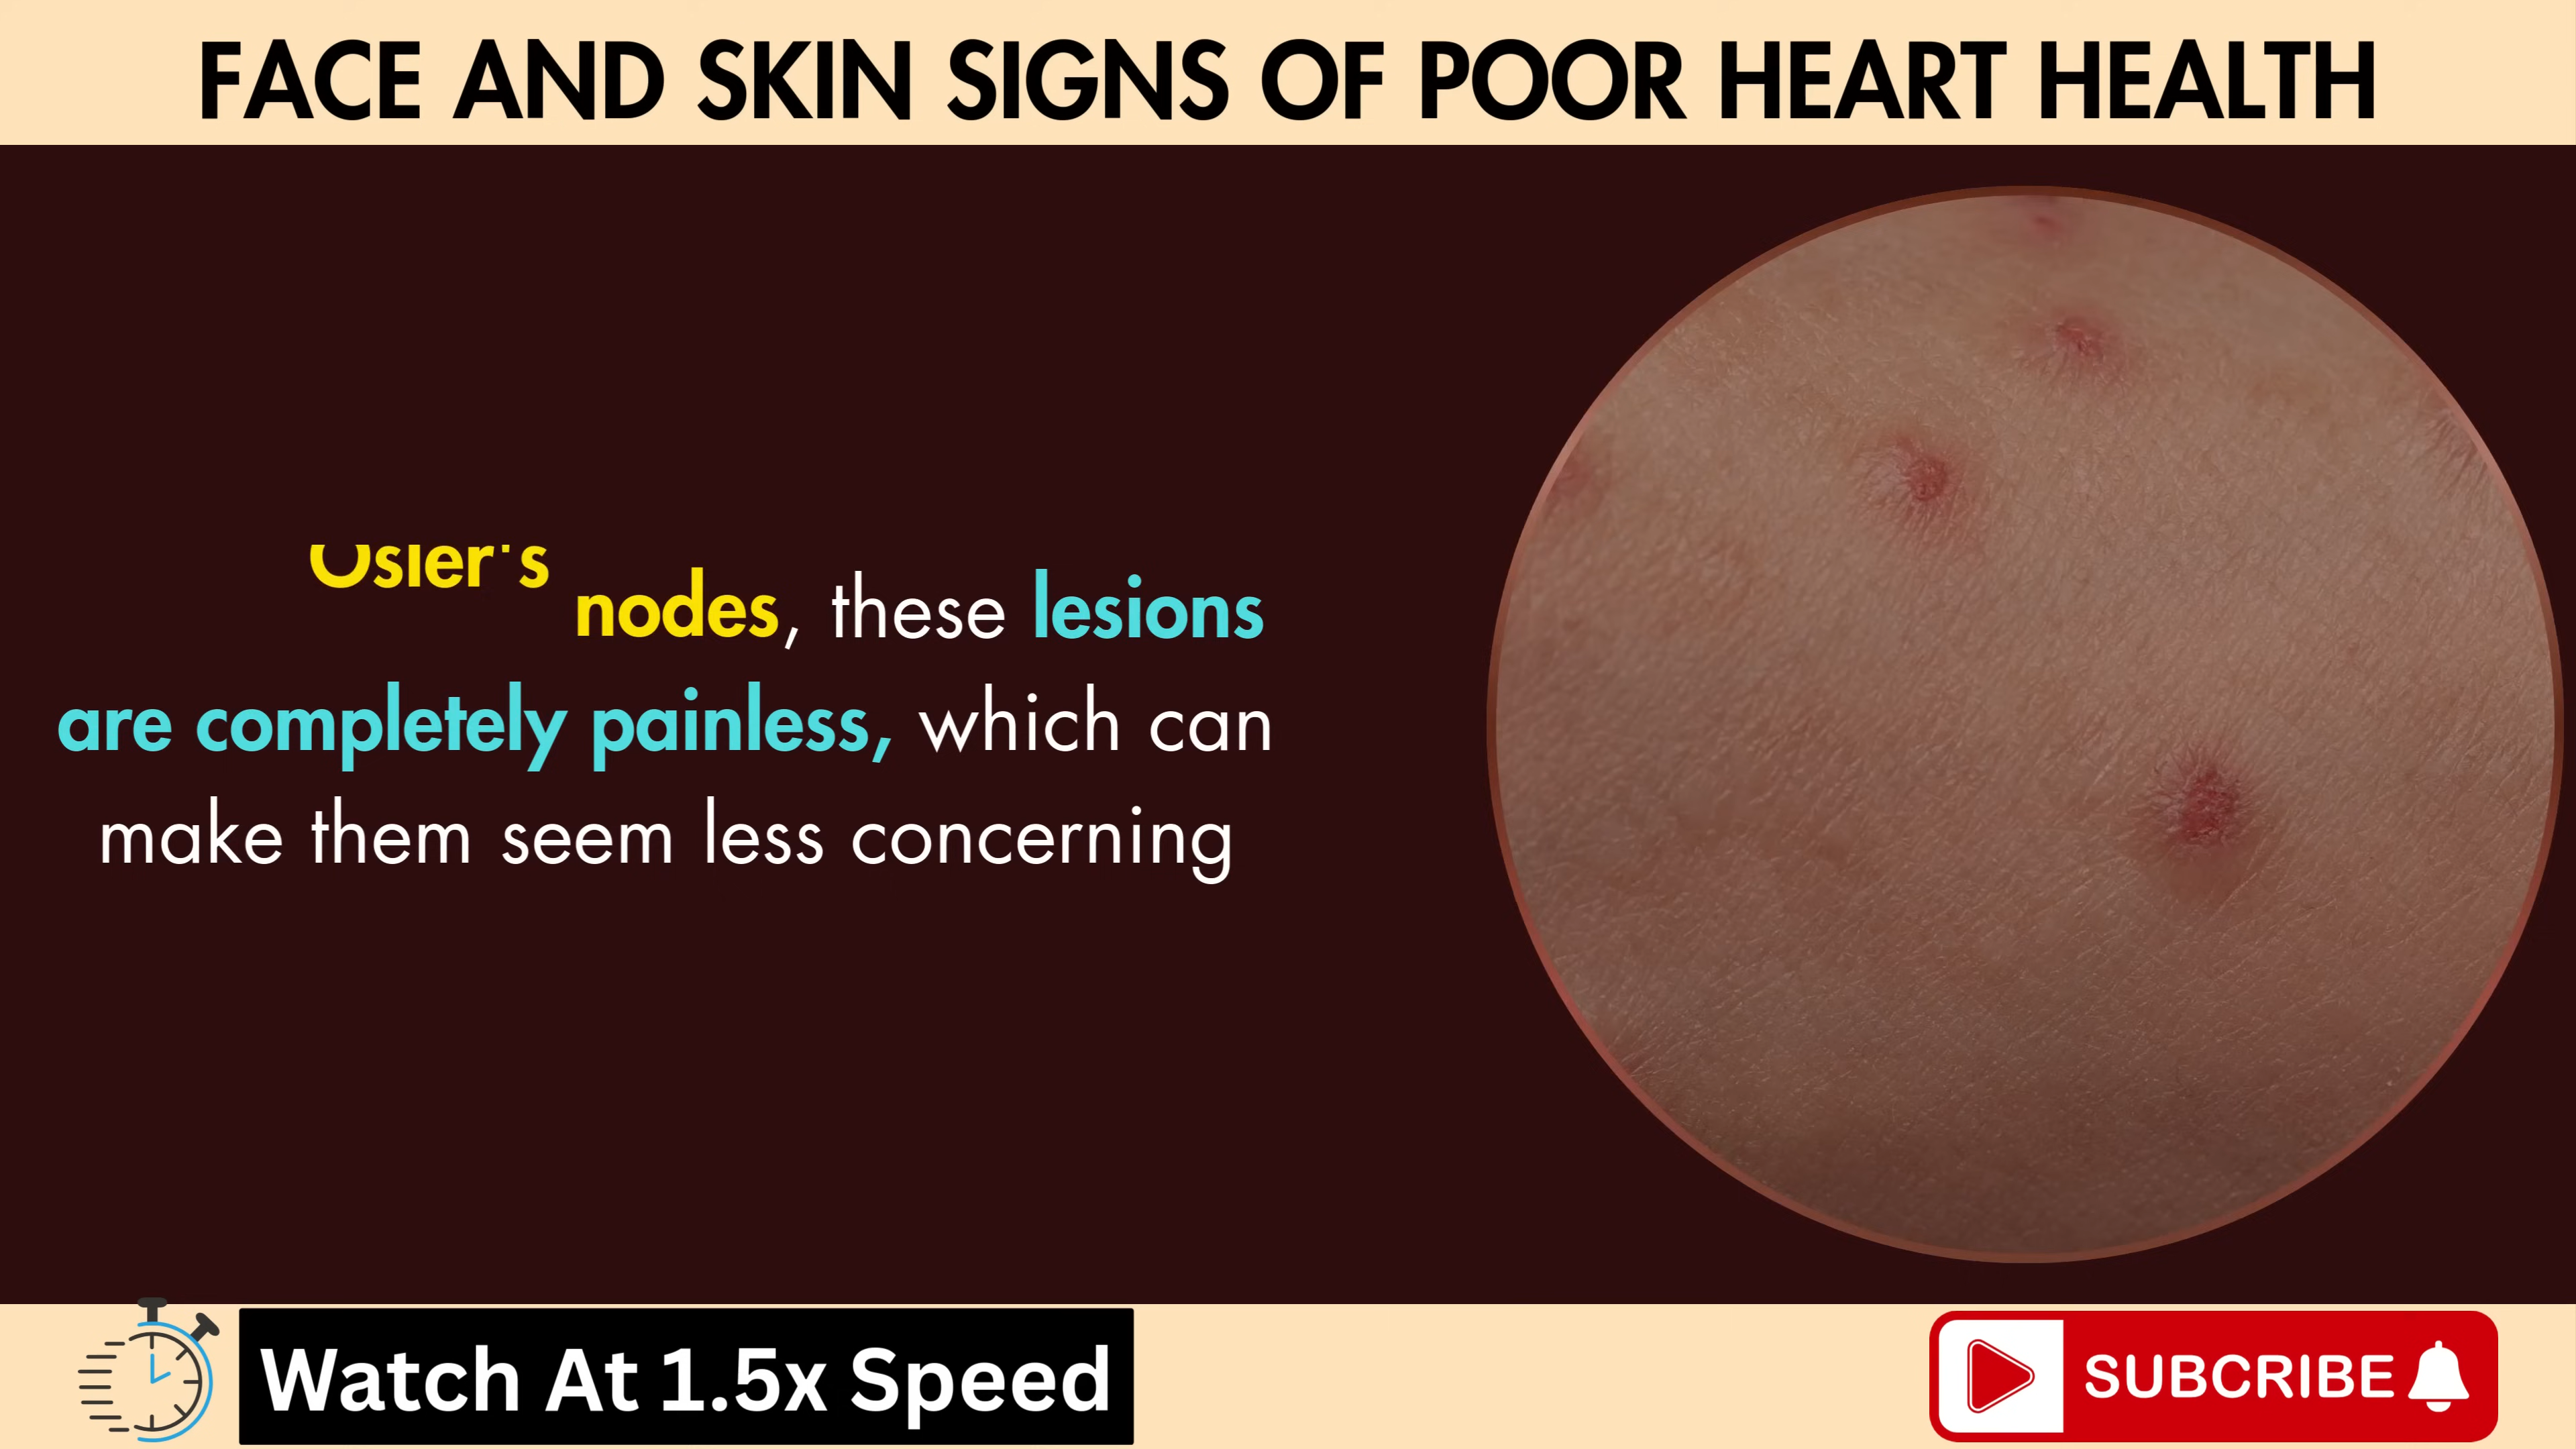 FACE AND SKIN SIGNS OF POOR HEART HEALTH
Osler's nodes, these lesions
are completely painless, which can
make them seem less concerning
Watch At 1.5x Speed
SUBCRIBE